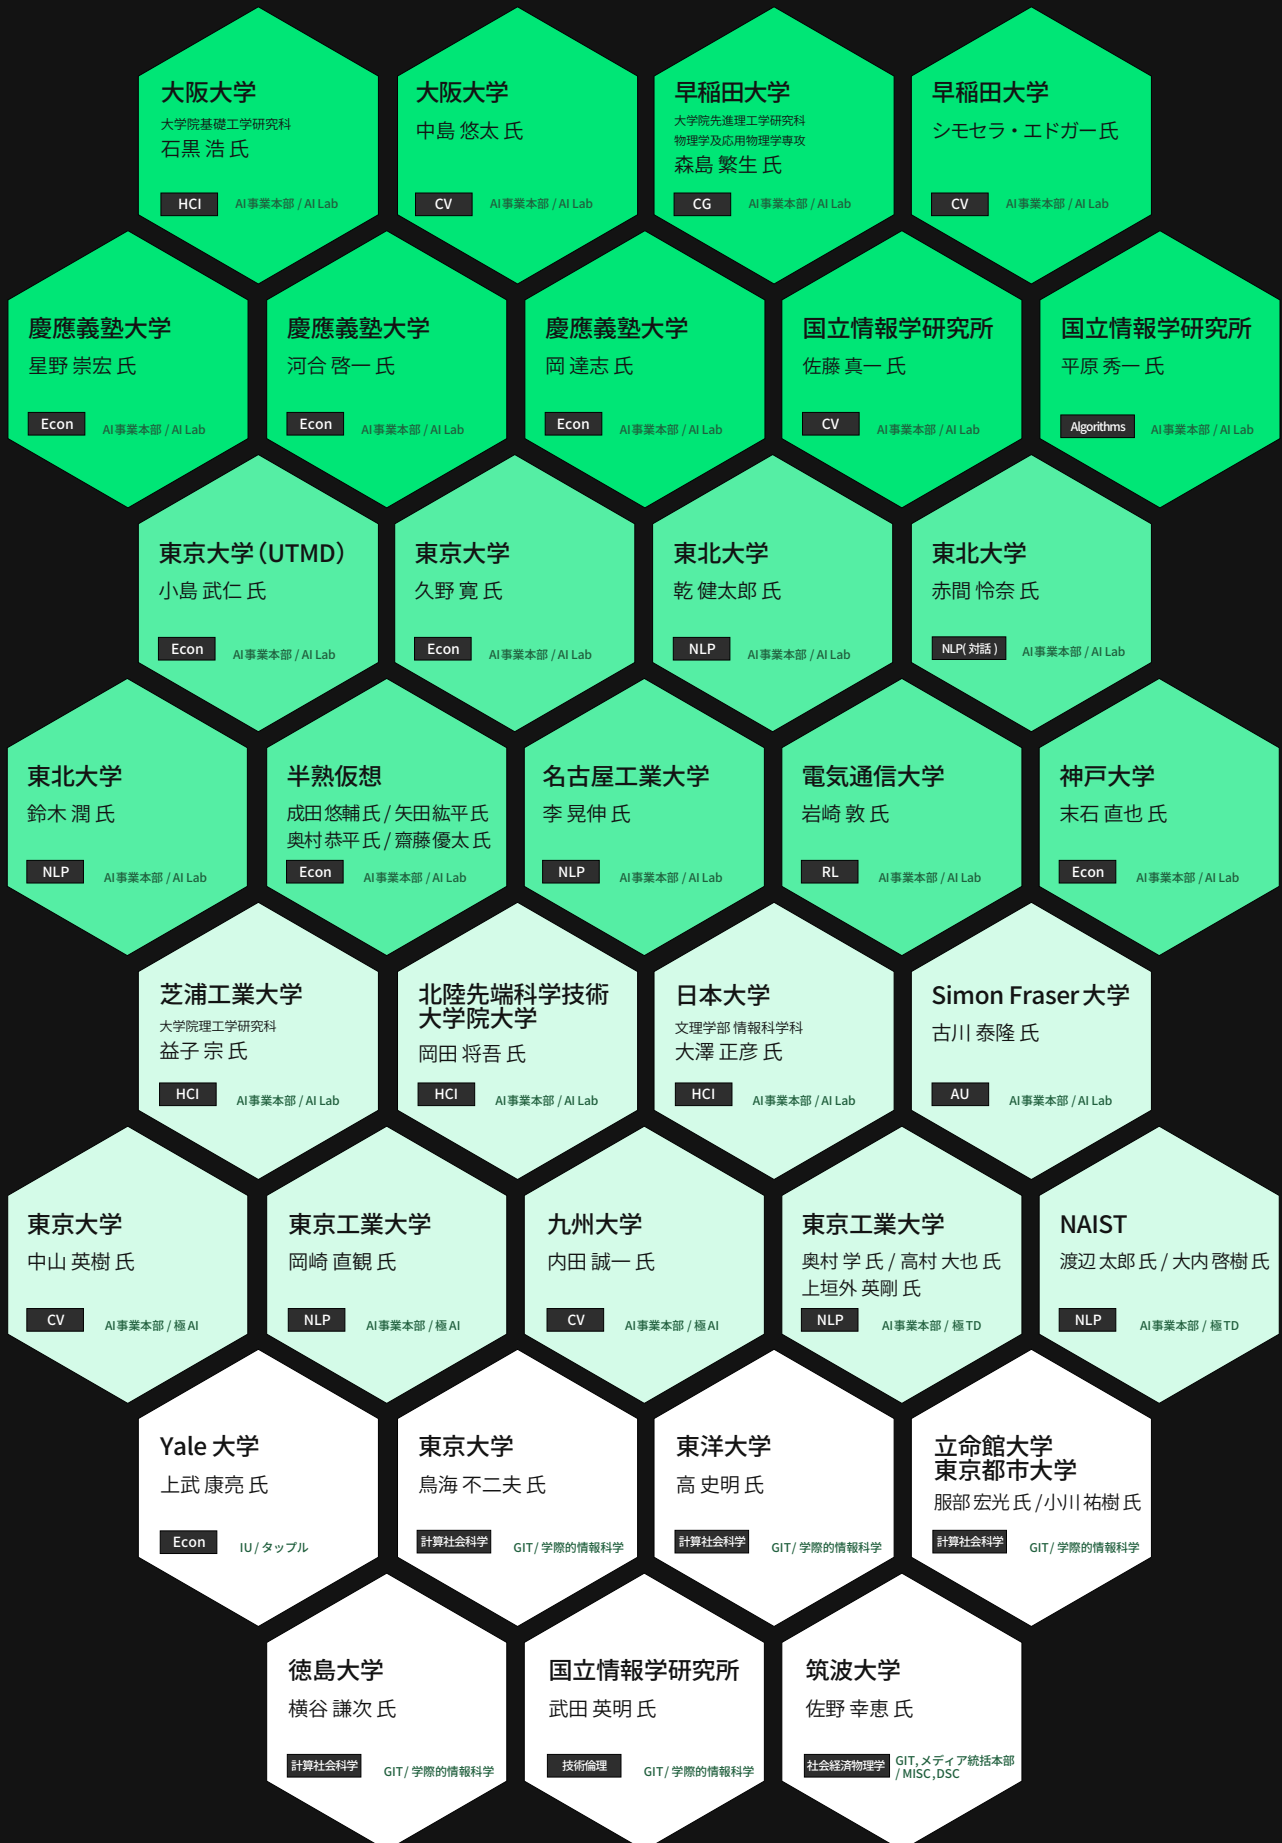 大阪大学
大学院基礎工学研究科
石黒 浩 氏
HCI AI事業本部 / AI Lab
大阪大学
中島 悠太 氏
CV AI事業本部 / AI Lab
早稲田大学
大学院先進理工学研究科
物理学及応用物理学専攻
森島 繁生 氏
CG AI事業本部 / AI Lab
早稲田大学
シモセラ・エドガー 氏
CV AI事業本部 / AI Lab
慶應義塾大学
星野 崇宏 氏
Econ AI事業本部 / AI Lab
慶應義塾大学
河合 啓一 氏
Econ AI事業本部 / AI Lab
慶應義塾大学
岡 達志 氏
Econ AI事業本部 / AI Lab
国立情報学研究所
佐藤 真一 氏
CV AI事業本部 / AI Lab
国立情報学研究所
平原 秀一 氏
Algorithms AI事業本部 / AI Lab
東京大学（UTMD）
小島 武仁 氏
Econ AI事業本部 / AI Lab
東京大学
久野 寛 氏
Econ AI事業本部 / AI Lab
東北大学
乾 健太郎 氏
NLP AI事業本部 / AI Lab
東北大学
赤間 怜奈 氏
NLP( 対話 ) AI事業本部 / AI Lab
東北大学
鈴木 潤 氏
NLP AI事業本部 / AI Lab
半熟仮想
成田 悠輔 氏 / 矢田 紘平 氏
奥村 恭平 氏 / 齋藤 優太 氏
Econ AI事業本部 / AI Lab
名古屋工業大学
李 晃伸 氏
NLP AI事業本部 / AI Lab
電気通信大学
岩崎 敦 氏
RL AI事業本部 / AI Lab
神戸大学
末石 直也 氏
Econ AI事業本部 / AI Lab
芝浦工業大学
大学院理工学研究科
益子 宗 氏
HCI AI事業本部 / AI Lab
北陸先端科学技術
大学院大学
岡田 将吾 氏
HCI AI事業本部 / AI Lab
日本大学
文理学部 情報科学科
大澤 正彦 氏
HCI AI事業本部 / AI Lab
Simon Fraser 大学
古川 泰隆 氏
AU AI事業本部 / AI Lab
東京大学
中山 英樹 氏
CV AI事業本部 / 極AI
東京工業大学
岡崎 直観 氏
NLP AI事業本部 / 極AI
九州大学
内田 誠一 氏
CV AI事業本部 / 極AI
東京工業大学
奥村 学 氏 / 高村 大也 氏
上垣外 英剛 氏
NLP AI事業本部 / 極TD
NAIST
渡辺 太郎 氏 / 大内 啓樹 氏
NLP AI事業本部 / 極TD
Yale 大学
上武 康亮 氏
Econ IU / タップル
東京大学
鳥海 不二夫 氏
計算社会科学 GIT / 学際的情報科学
東洋大学
高 史明 氏
計算社会科学 GIT / 学際的情報科学
立命館大学
東京都市大学
服部 宏光 氏 / 小川 祐樹 氏
計算社会科学 GIT / 学際的情報科学
徳島大学
横谷 謙次 氏
計算社会科学 GIT / 学際的情報科学
国立情報学研究所
武田 英明 氏
技術倫理 GIT / 学際的情報科学
筑波大学
佐野 幸恵 氏
社会経済物理学 GIT, メディア統括本部
/ MISC ,DSC